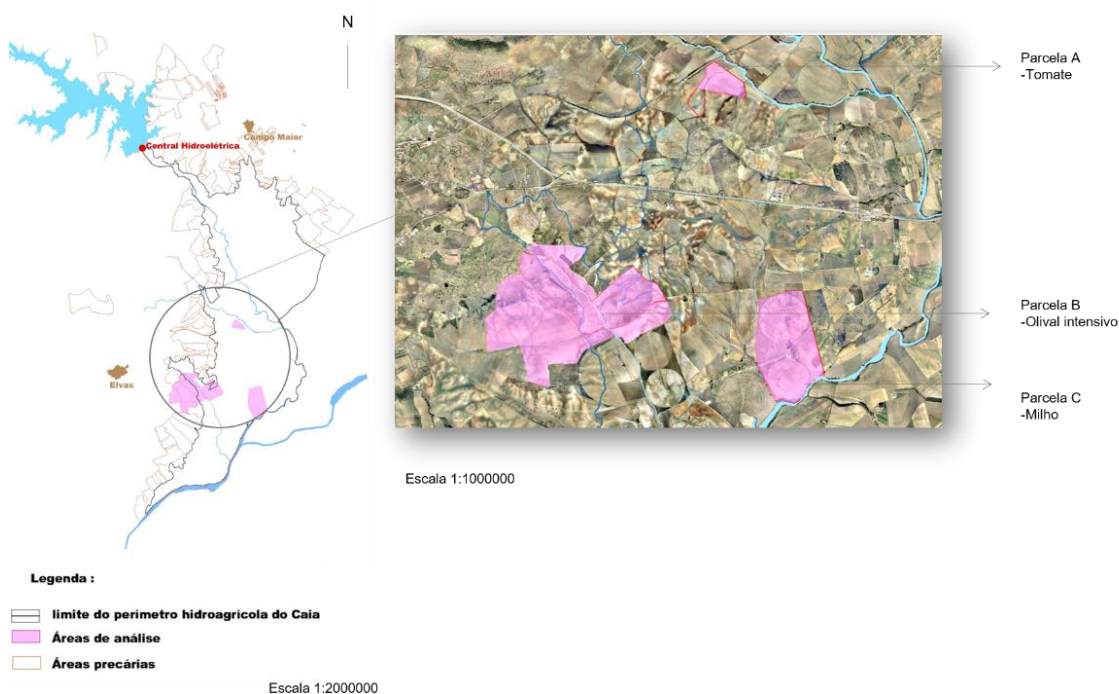 N
Campo Maior
Central Hidroelétrica
Elvas
Parcela A
-Tomate
Parcela B
-Olival intensivo
Parcela C
-Milho
Escala 1:1000000
Legenda :
limite do perímetro hidroagrícola do Caia
Áreas de análise
Áreas precárias
Escala 1:2000000